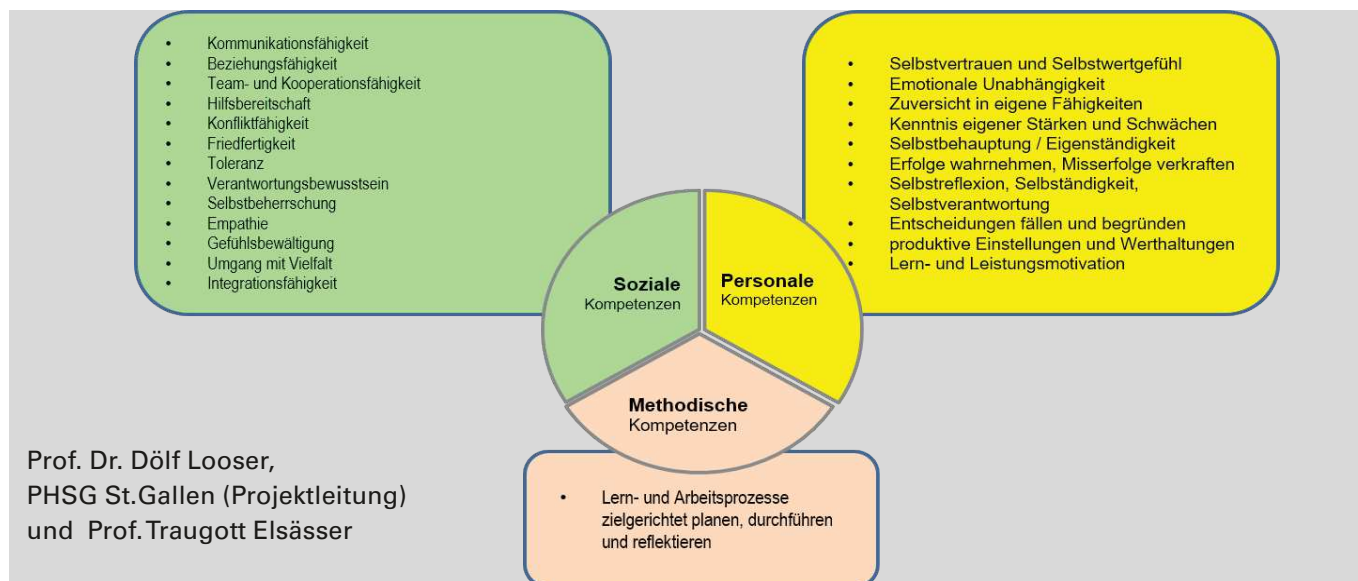 • Kommunikationsfähigkeit
• Beziehungsfähigkeit
• Team- und Kooperationsfähigkeit
• Hilfsbereitschaft
• Konfliktfähigkeit
• Friedfertigkeit
• Toleranz
• Verantwortungsbewusstsein
• Selbstbeherrschung
• Empathie
• Gefühlsbewältigung
• Umgang mit Vielfalt
• Integrationsfähigkeit
• Selbstvertrauen und Selbstwertgefühl
• Emotionale Unabhängigkeit
• Zuversicht in eigene Fähigkeiten
• Kenntnis eigener Stärken und Schwächen
• Selbstbehauptung / Eigenständigkeit
• Erfolge wahrnehmen, Misserfolge verkraften
• Selbstreflexion, Selbständigkeit,
Selbstverantwortung
• Entscheidungen fällen und begründen
• produktive Einstellungen und Werthaltungen
• Lern- und Leistungsmotivation
Soziale
Kompetenzen
Personale
Kompetenzen
Methodische
Kompetenzen
Prof. Dr. Dölf Looser,
PHSG St.Gallen (Projektleitung)
und Prof. Traugott Elsässer
• Lern- und Arbeitsprozesse
zielgerichtet planen, durchführen
und reflektieren